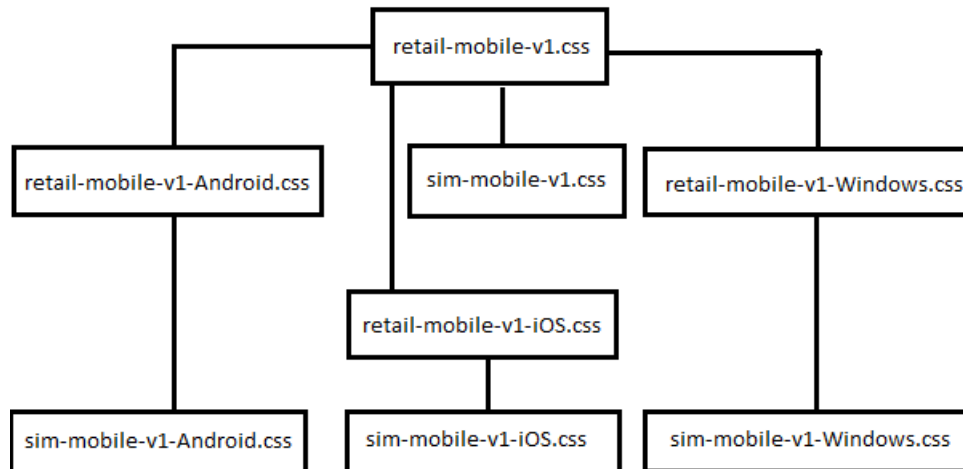 retail-mobile-v1.css
retail-mobile-v1-Android.css
sim-mobile-v1.css
retail-mobile-v1-Windows.css
retail-mobile-v1-iOS.css
sim-mobile-v1-Android.css
sim-mobile-v1-iOS.css
sim-mobile-v1-Windows.css